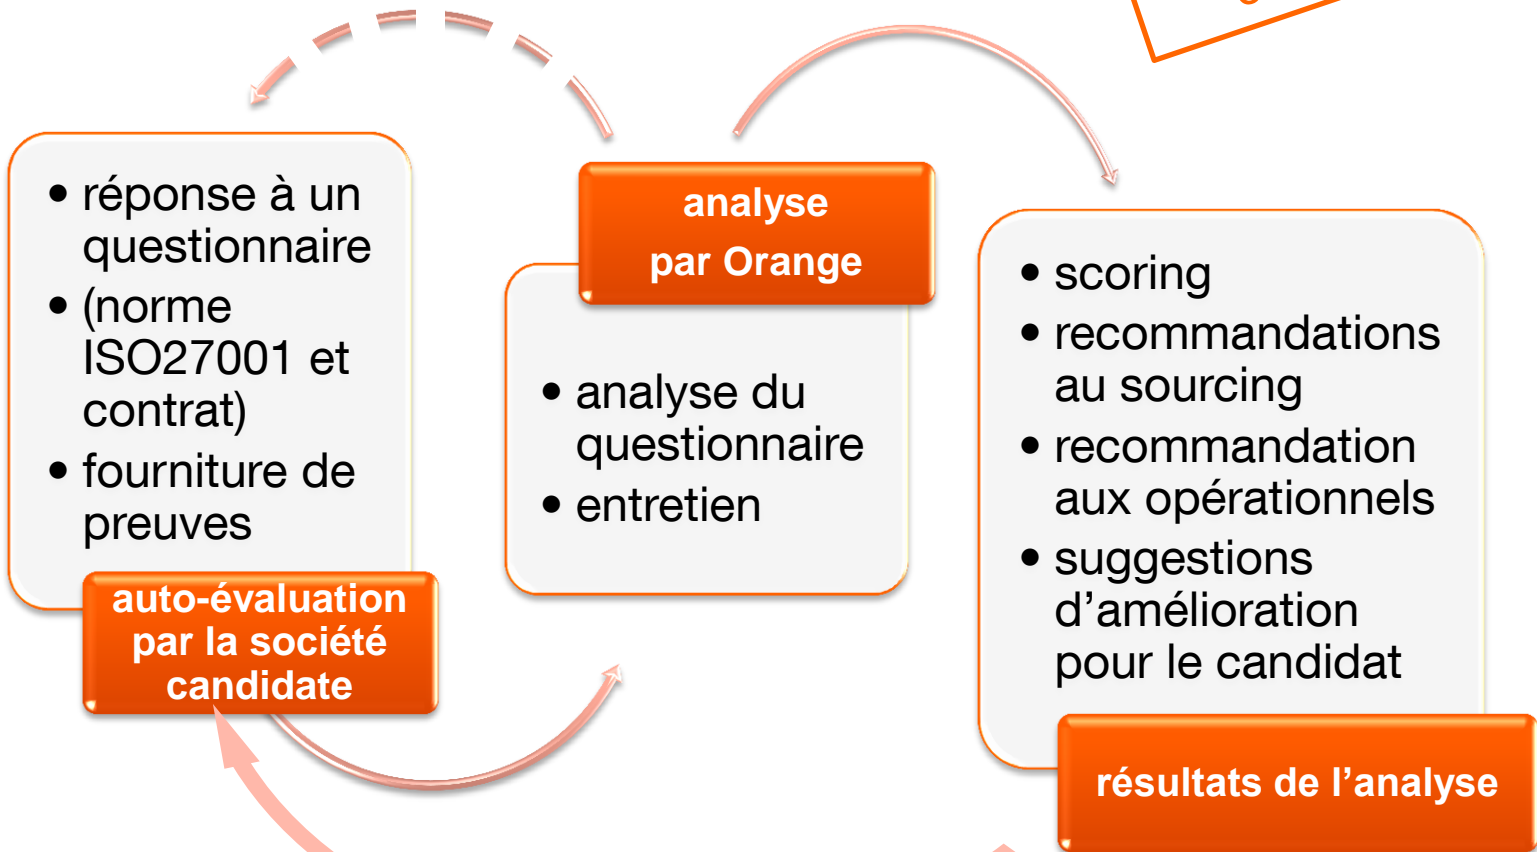 • réponse à un
questionnaire
• (norme
ISO27001 et
contrat)
• fourniture de
preuves
auto-évaluation
par la société
candidate
analyse
par Orange
• analyse du
questionnaire
• entretien
• scoring
• recommandations
au sourcing
• recommandation
aux opérationnels
• suggestions
d’amélioration
pour le candidat
résultats de l’analyse